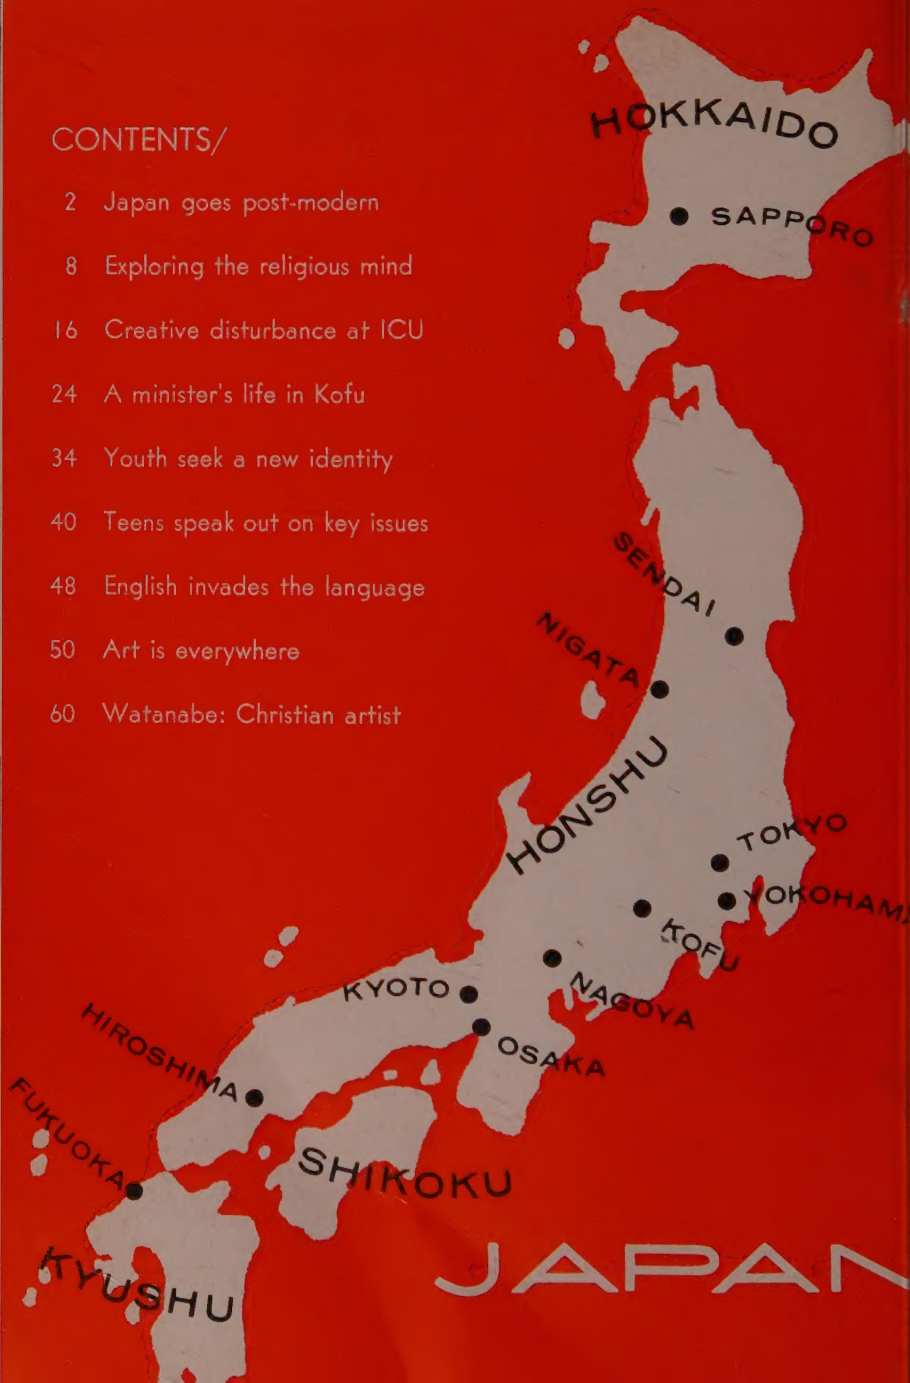 CONTENTS/
2 Japan goes post-modern
8 Exploring the religious mind
16 Creative disturbance at ICU
24 A minister's life in Kofu
34 Youth seek a new identity
40 Teens speak out on key issues
48 English invades the language
50 Art is everywhere
60 Watanabe: Christian artist
HOKKAIDO
SAPPORO
SENDAI
NIGATA
HONSHU
TOKYO
YOKOHAMA
KOFU
NAGOYA
KYOTO
OSAKA
HIROSHIMA
FUKUOKA
SHIKOKU
KYUSHU
JAPAN